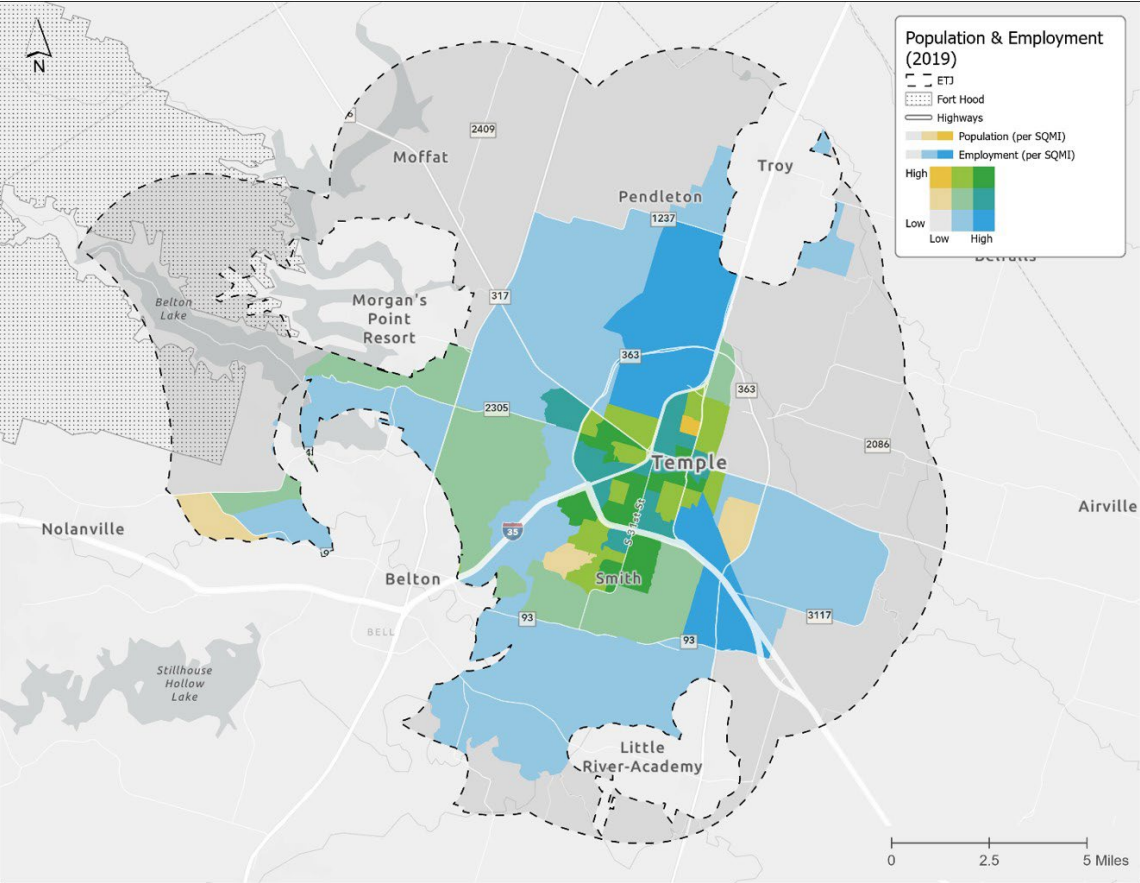 N
Population & Employment
(2019)
ETJ
Fort Hood
Highways
Population (per SQMI)
Employment (per SQMI)
High
Low
Low
High
6
2409
Moffat
Troy
Pendleton
1237
Belton
Lake
317
Morgan's
Point
Resort
363
363
2305
2086
Temple
Airville
Nolanville
35
S 31st St
Belton
Smith
93
3117
BELL
93
Stillhouse
Hollow
Lake
Little
River-Academy
0
2.5
5 Miles